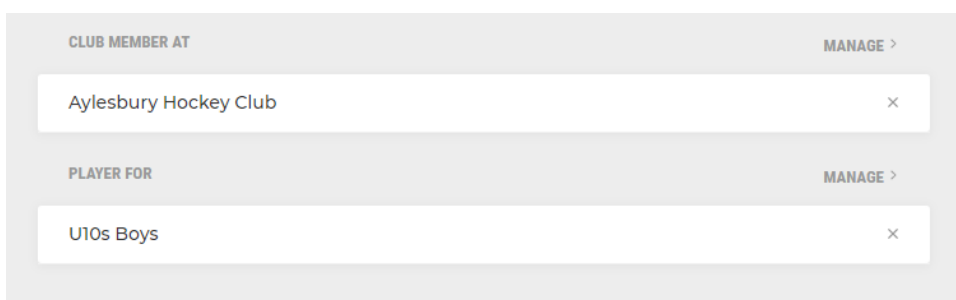 CLUB MEMBER AT
MANAGE >
Aylesbury Hockey Club ×
PLAYER FOR
MANAGE >
U10s Boys ×